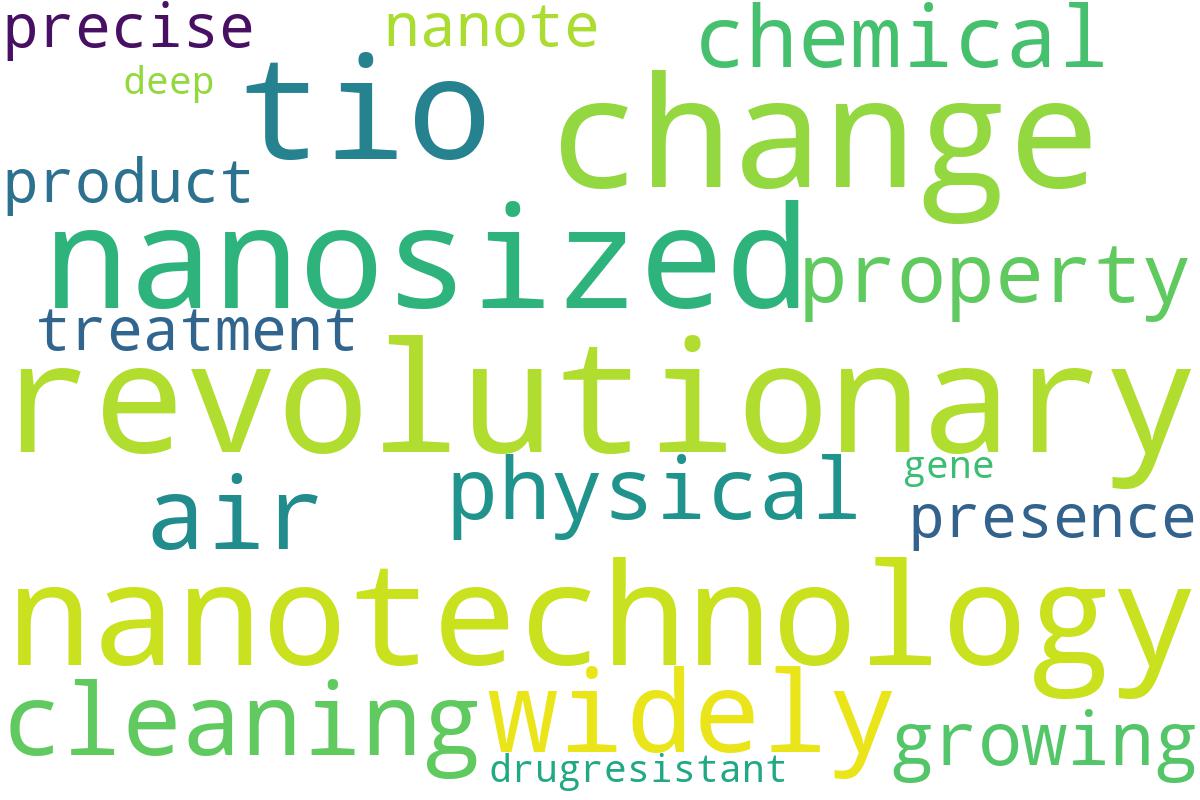 precise
nanote
chemical
deep
tio
change
product
nanosized
property
treatment
revolutionary
air
physical
gene
presence
nanotechnology
cleaning
widely
growing
drugresistant